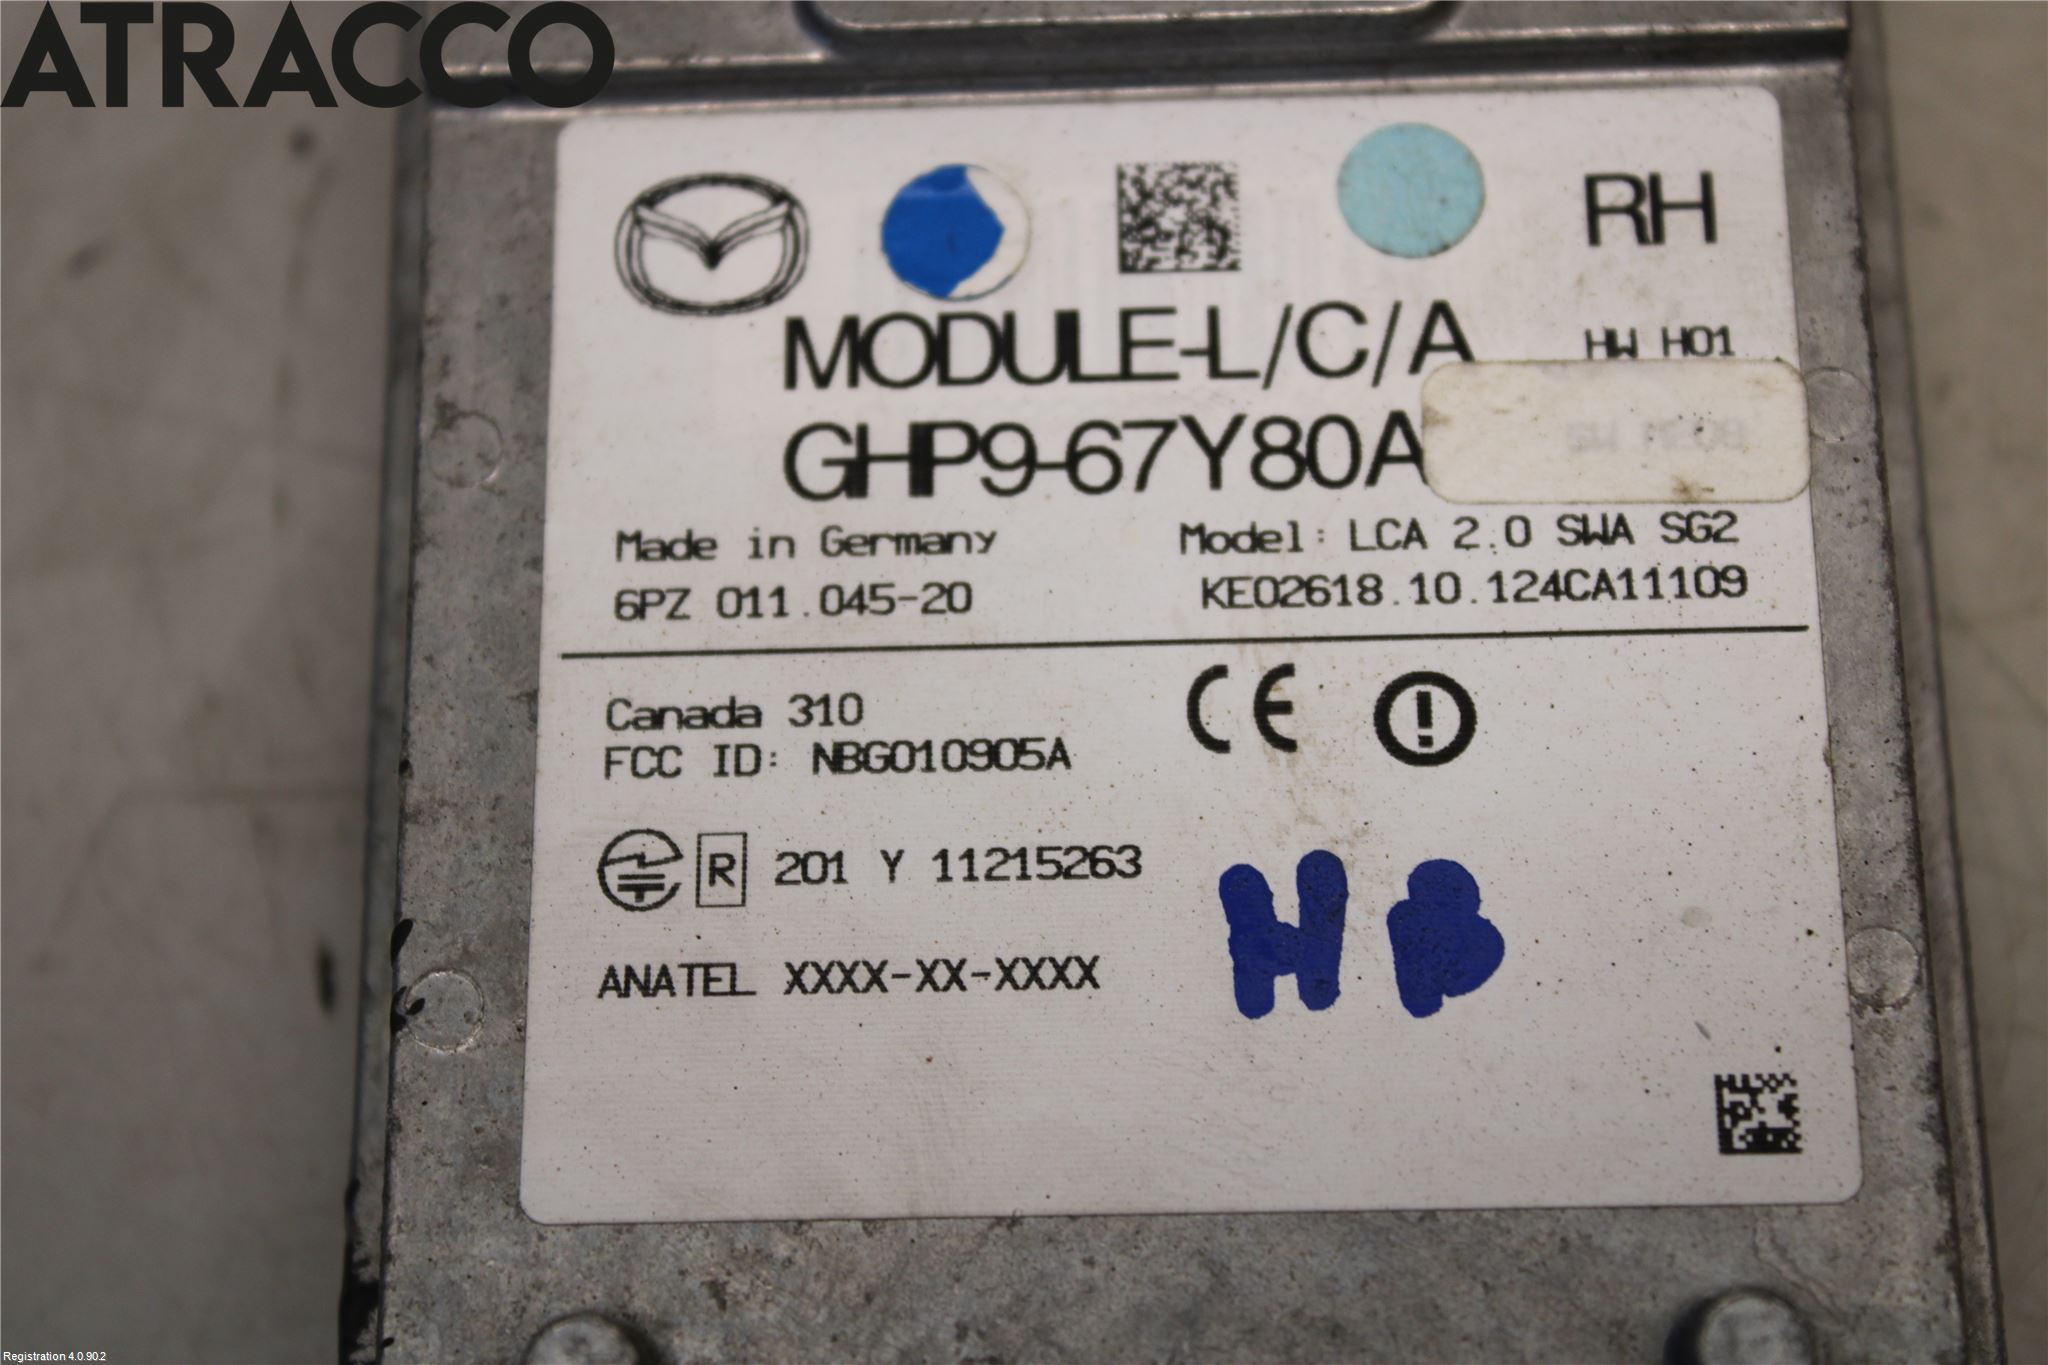 ATRACCO
RH
MODULE-L/C/A
HW H01
GHP9-67Y80A
Made in Germany
Model: LCA 2.0 SWA SG2
6PZ 011.045-20
KE02618.10.124CA11109
Canada 310
CE
FCC ID: NBG010905A
R 201 Y 11215263
HB
ANATEL XXXX-XX-XXXX
Registration 4.0.90.2